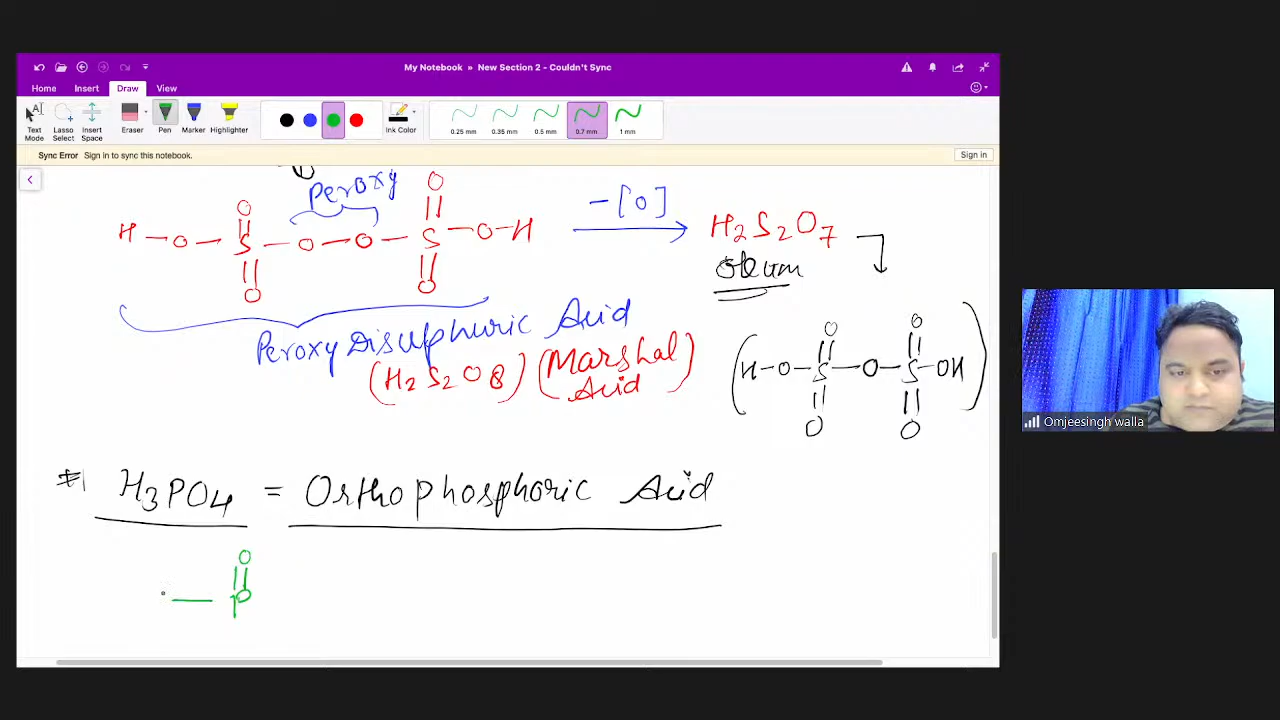 My Notebook » New Section 2 - Couldn't Sync
Home Insert Draw View
Text Mode Lasso Select Insert Space Eraser Pen Marker Highlighter Ink Color 0.25 mm 0.35 mm 0.5 mm 0.7 mm 1 mm
Sync Error Sign in to sync this notebook. Sign in
Peroxy
O O
H-O-S-O-O-S-O-H
O O
-[O]
H2S2O7
Oleum
Peroxy Disulphuric Acid
(H2S2O8) (Marshal Acid)
O O
(H-O-S-O-S-OH)
O O
Omjeesingh walla
# H3PO4 = Orthophosphoric Acid
O
P